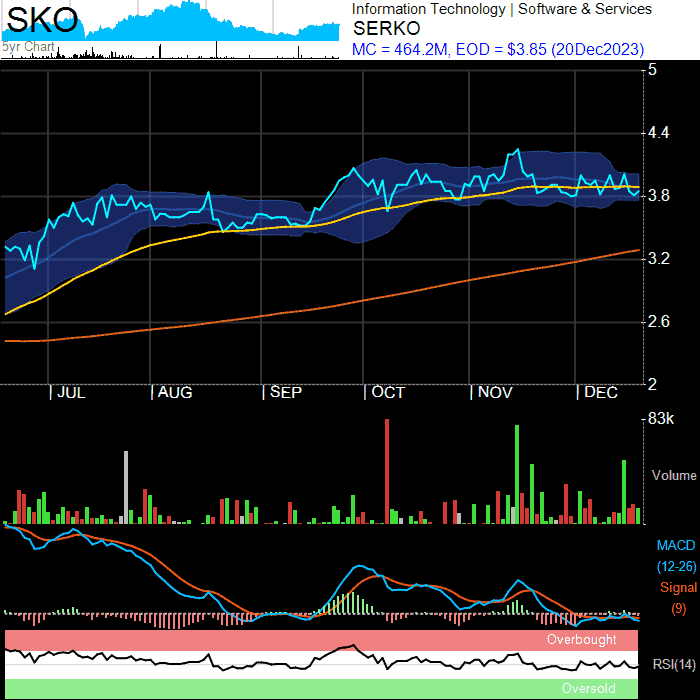 SKO
5yr Chart
Information Technology | Software & Services
SERKO
MC = 464.2M, EOD = $3.85 (20Dec2023)
5
4.4
3.8
3.2
2.6
2
| JUL | AUG | SEP | OCT | NOV | DEC
83k
Volume
MACD
(12-26)
Signal
(9)
Overbought
RSI(14)
Oversold